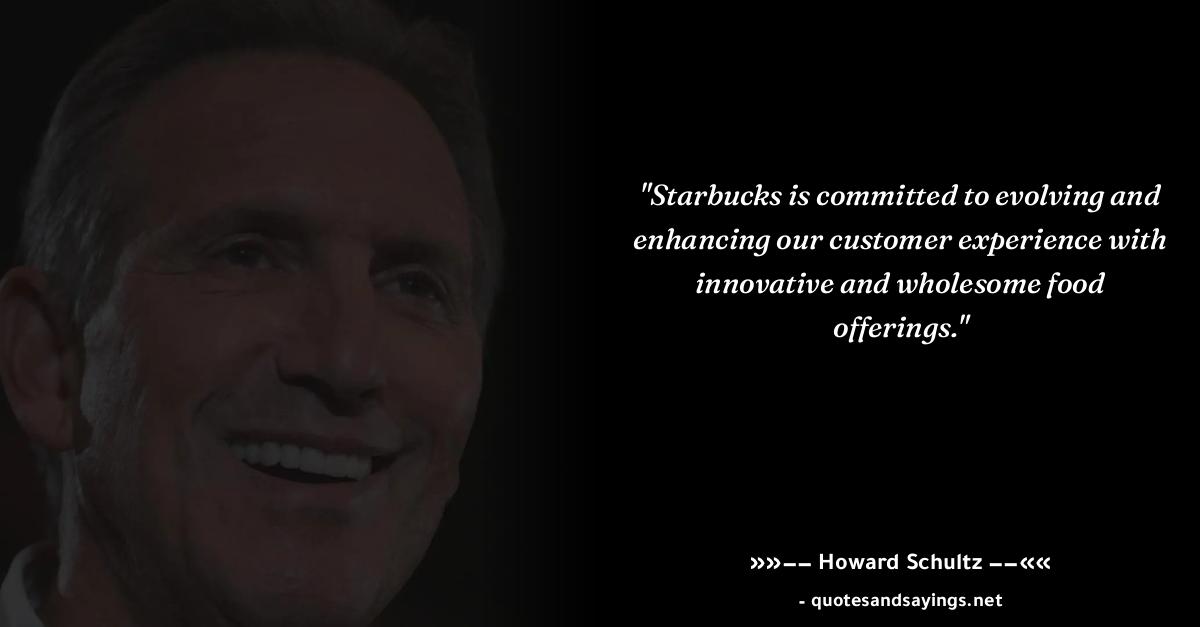 "Starbucks is committed to evolving and
enhancing our customer experience with
innovative and wholesome food
offerings."
»»−− Howard Schultz −−««
- quotesandsayings.net